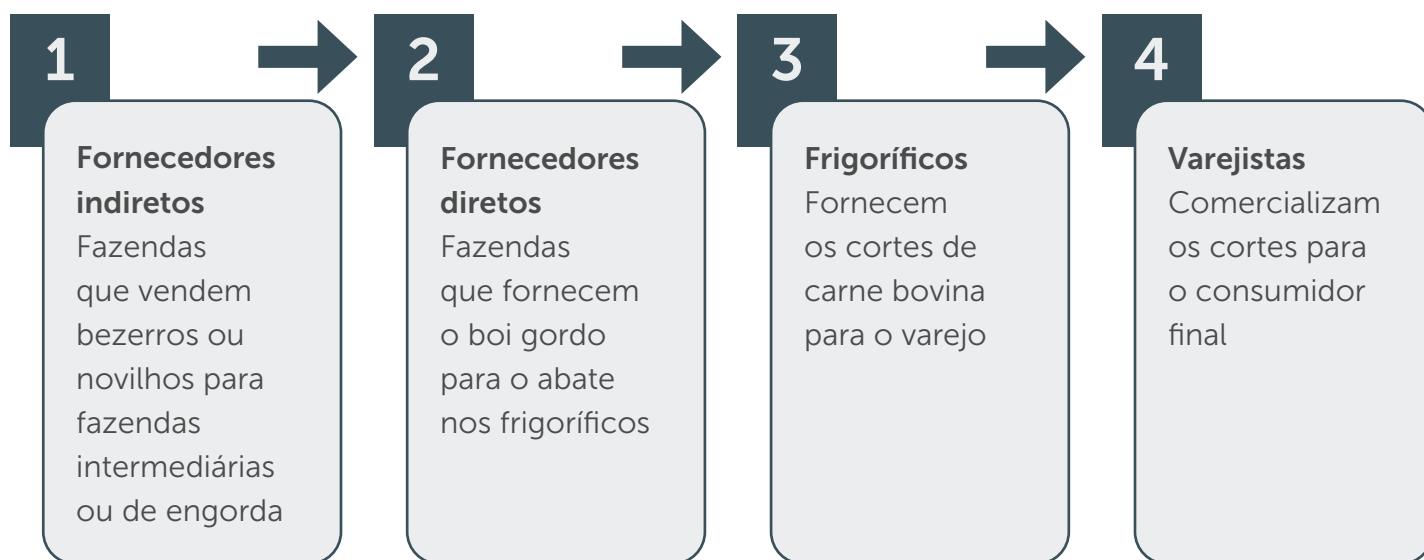 1
Fornecedores
indiretos
Fazendas
que vendem
bezerros ou
novilhos para
fazendas
intermediárias
ou de engorda
2
Fornecedores
diretos
Fazendas
que fornecem
o boi gordo
para o abate
nos frigoríficos
3
Frigoríficos
Fornecem
os cortes de
carne bovina
para o varejo
4
Varejistas
Comercializam
os cortes para
o consumidor
final